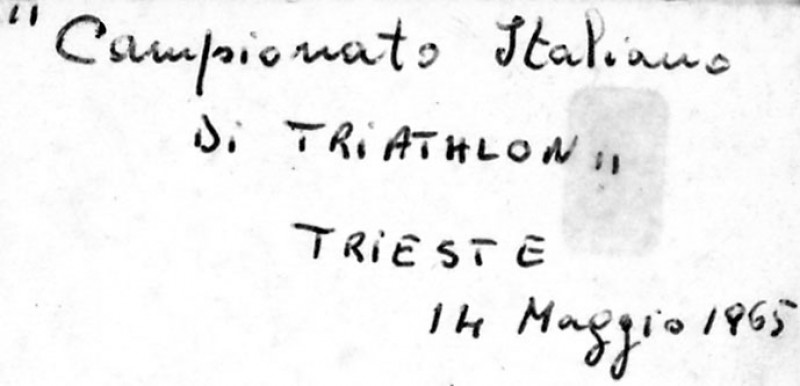 "Campionato Italiano
Di TRiATHLON"
TRiESTE
14 Maggio 1965